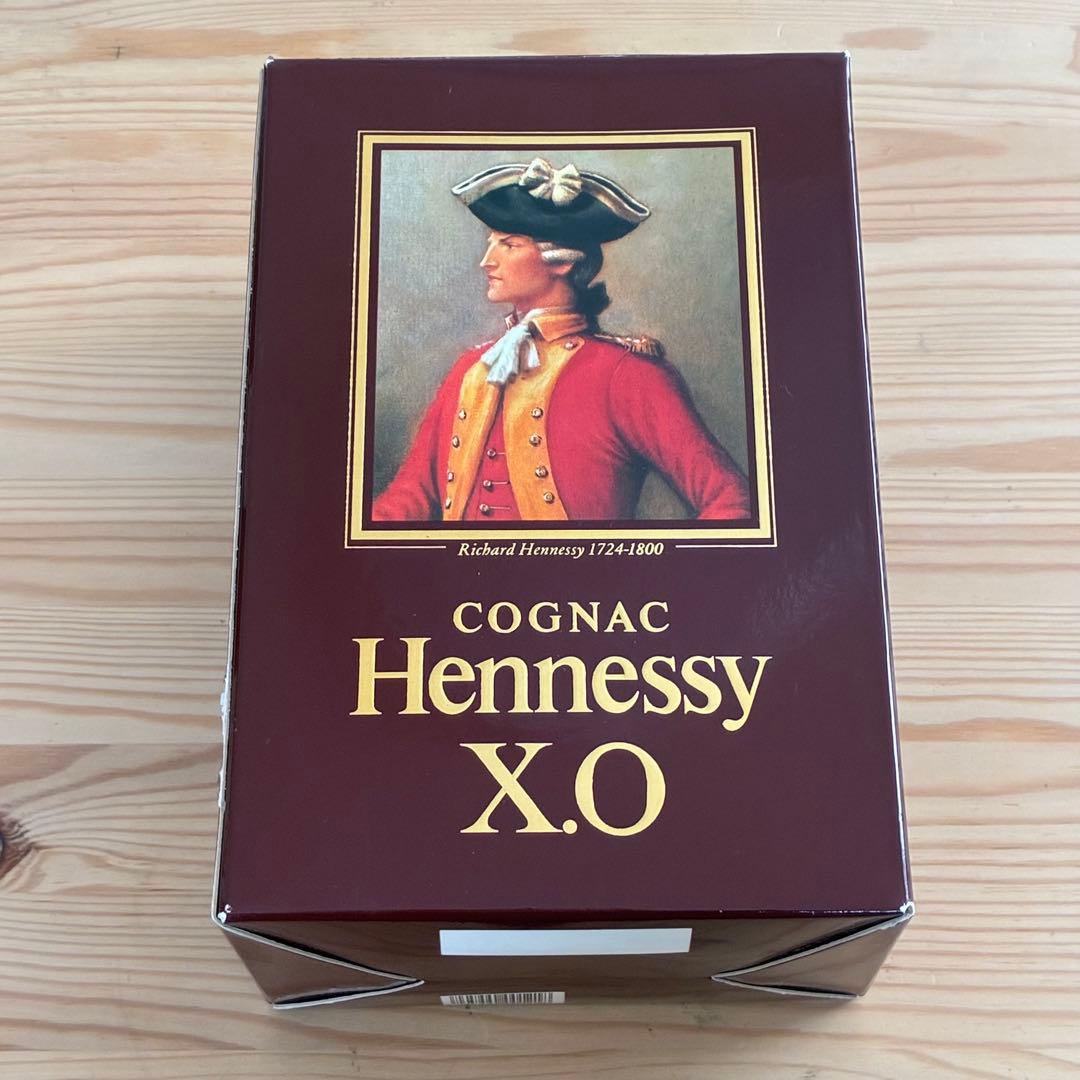 Richard Hennessy 1724-1800
COGNAC
Hennessy
X.O